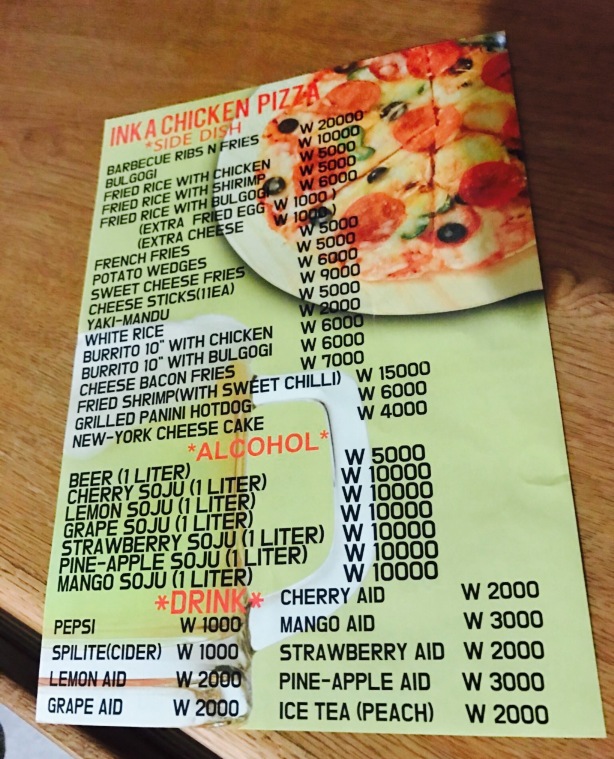 INKA CHICKEN PIZZA
*SIDE DISH*
BARBECUE RIBS N FRIES W 20000
BULGOGI W 10000
FRIED RICE WITH CHICKEN W 5000
FRIED RICE WITH SHIRIMP W 5000
FRIED RICE WITH BULGOGI W 6000
(EXTRA FRIED EGG W 1000)
(EXTRA CHEESE W 1000)
FRENCH FRIES W 5000
POTATO WEDGES W 5000
SWEET CHEESE FRIES W 6000
CHEESE STICKS(11EA) W 9000
YAKI-MANDU W 5000
WHITE RICE W 2000
BURRITO 10" WITH CHICKEN W 6000
BURRITO 10" WITH BULGOGI W 6000
CHEESE BACON FRIES W 7000
FRIED SHRIMP(WITH SWEET CHILLI) W 15000
GRILLED PANINI HOTDOG W 6000
NEW-YORK CHEESE CAKE W 4000
*ALCOHOL*
BEER (1 LITER) W 5000
CHERRY SOJU (1 LITER) W 10000
LEMON SOJU (1 LITER) W 10000
GRAPE SOJU (1 LITER) W 10000
STRAWBERRY SOJU (1 LITER) W 10000
PINE-APPLE SOJU (1 LITER) W 10000
MANGO SOJU (1 LITER) W 10000
*DRINK*
PEPSI W 1000
SPILITE(CIDER) W 1000
LEMON AID W 2000
GRAPE AID W 2000
CHERRY AID W 2000
MANGO AID W 3000
STRAWBERRY AID W 2000
PINE-APPLE AID W 3000
ICE TEA (PEACH) W 2000